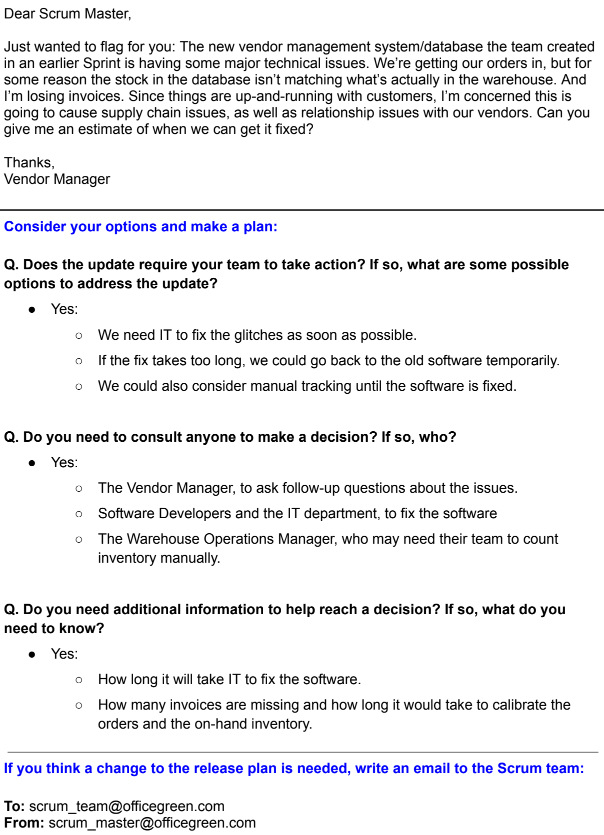 Dear Scrum Master,
Just wanted to flag for you: The new vendor management system/database the team created
in an earlier Sprint is having some major technical issues. We’re getting our orders in, but for
some reason the stock in the database isn’t matching what’s actually in the warehouse. And
I’m losing invoices. Since things are up-and-running with customers, I’m concerned this is
going to cause supply chain issues, as well as relationship issues with our vendors. Can you
give me an estimate of when we can get it fixed?
Thanks,
Vendor Manager
Consider your options and make a plan:
Q. Does the update require your team to take action? If so, what are some possible
options to address the update?
● Yes:
○ We need IT to fix the glitches as soon as possible.
○ If the fix takes too long, we could go back to the old software temporarily.
○ We could also consider manual tracking until the software is fixed.
Q. Do you need to consult anyone to make a decision? If so, who?
● Yes:
○ The Vendor Manager, to ask follow-up questions about the issues.
○ Software Developers and the IT department, to fix the software
○ The Warehouse Operations Manager, who may need their team to count
inventory manually.
Q. Do you need additional information to help reach a decision? If so, what do you
need to know?
● Yes:
○ How long it will take IT to fix the software.
○ How many invoices are missing and how long it would take to calibrate the
orders and the on-hand inventory.
If you think a change to the release plan is needed, write an email to the Scrum team:
To: scrum_team@officegreen.com
From: scrum_master@officegreen.com